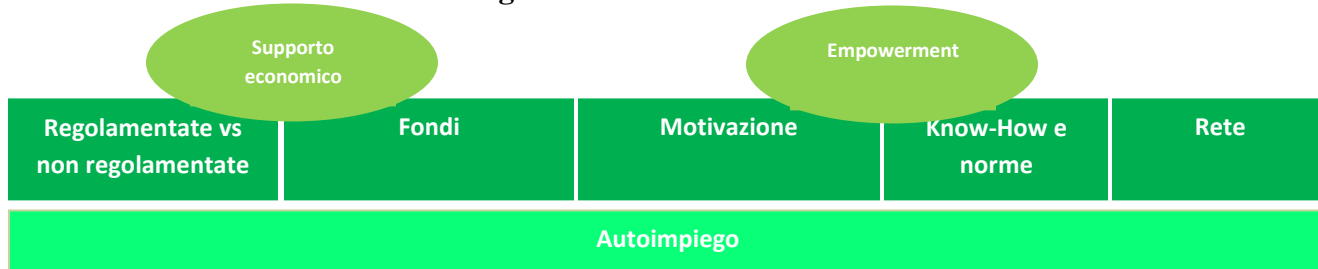 Supporto
economico
Empowerment
Regolamentate vs
non regolamentate
Fondi
Motivazione
Know-How e
norme
Rete
Autoimpiego